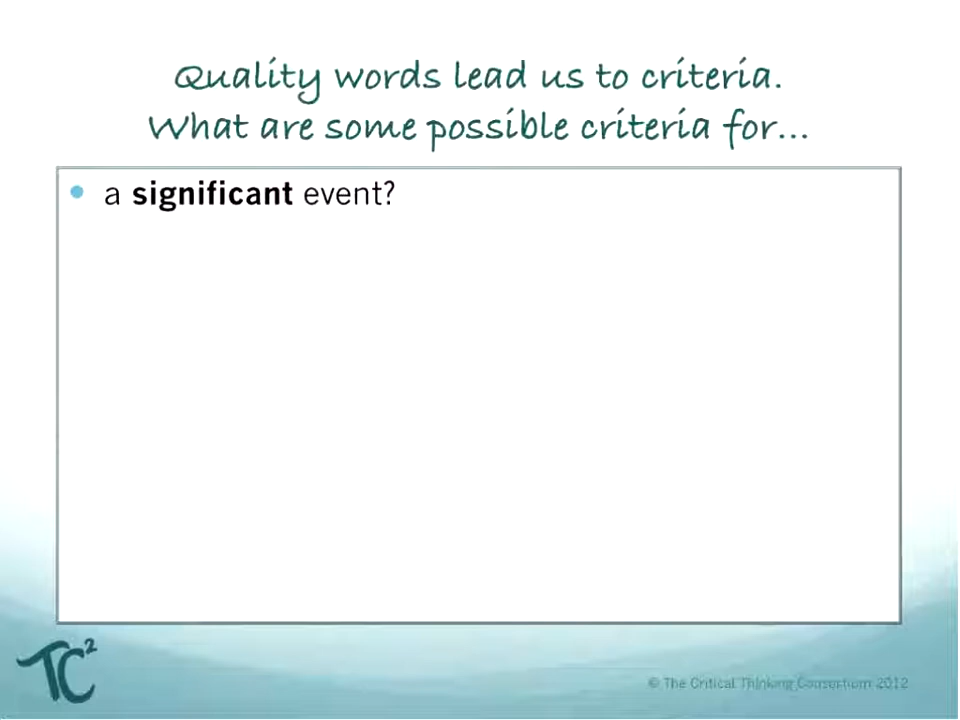 Quality words lead us to criteria.
What are some possible criteria for...
• a significant event?
TC²
© The Critical Thinking Consortium 2012